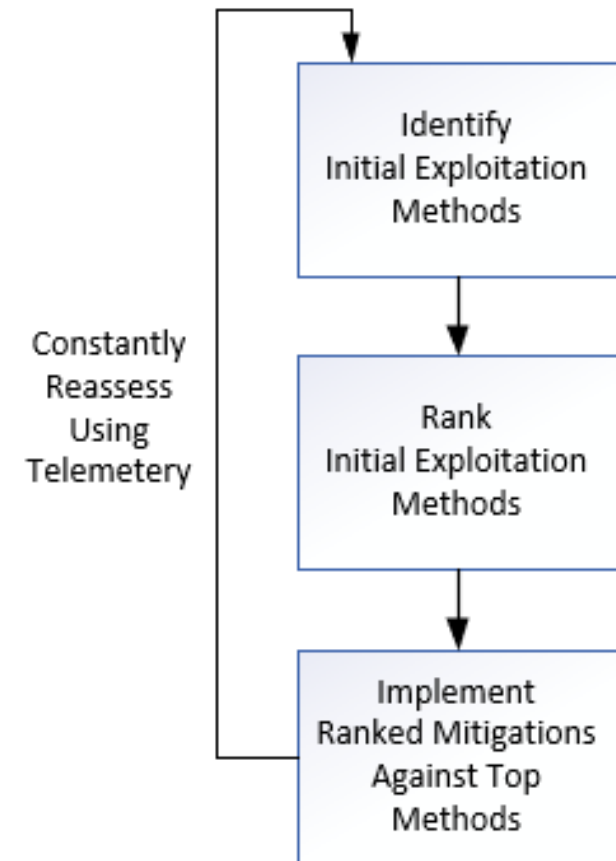 Identify
Initial Exploitation
Methods
Constantly
Reassess
Using
Telemetery
Rank
Initial Exploitation
Methods
Implement
Ranked Mitigations
Against Top
Methods